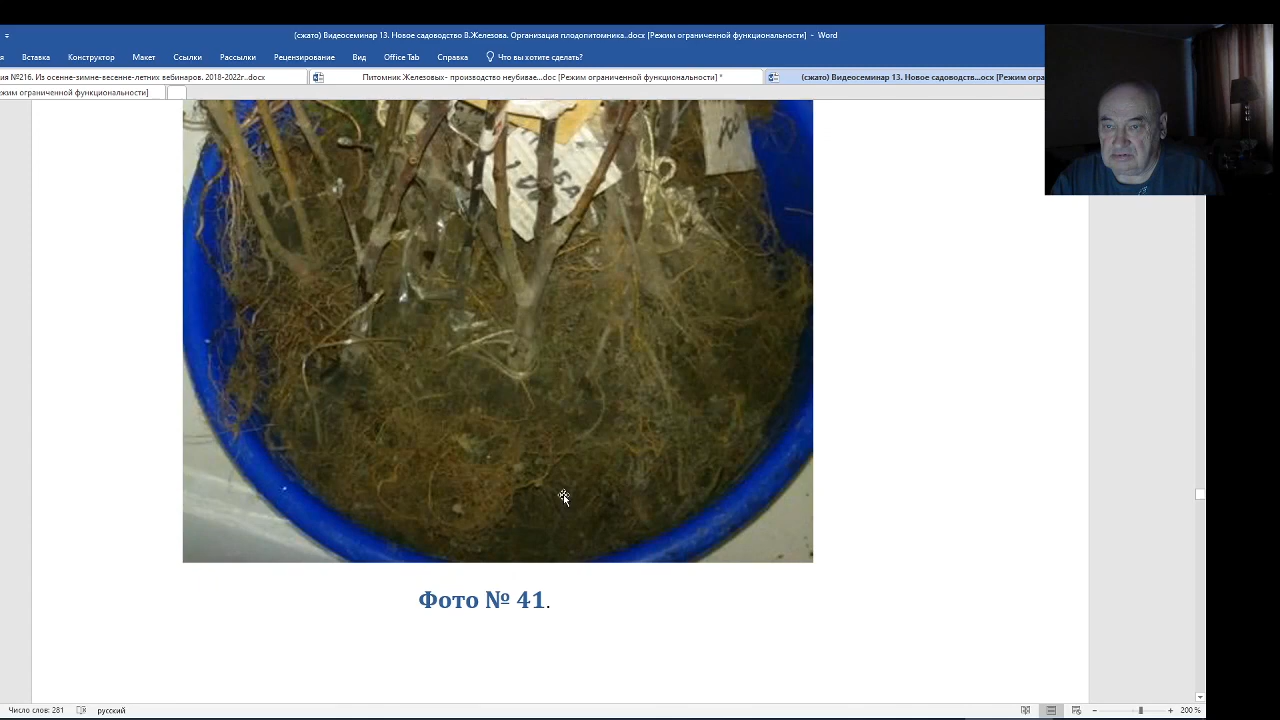 (сжато) Видеосеминар 13. Новое садоводство В.Железова. Организация плодопитомника..docx [Режим ограниченной функциональности] - Word
Вставка Конструктор Макет Ссылки Рассылки Рецензирование Вид Office Tab Справка Что вы хотите сделать?
ия №216. Из осенне-зимне-весенне-летних вебинаров. 2018-2022г..docx
Питомник Железовых- производство неубивае...doc [Режим ограниченной функциональности] *
(сжато) Видеосеминар 13. Новое садоводств...ocx [Режим огра
ежим ограниченной функциональности]
Фото № 41.
Число слов: 281 русский 200 %